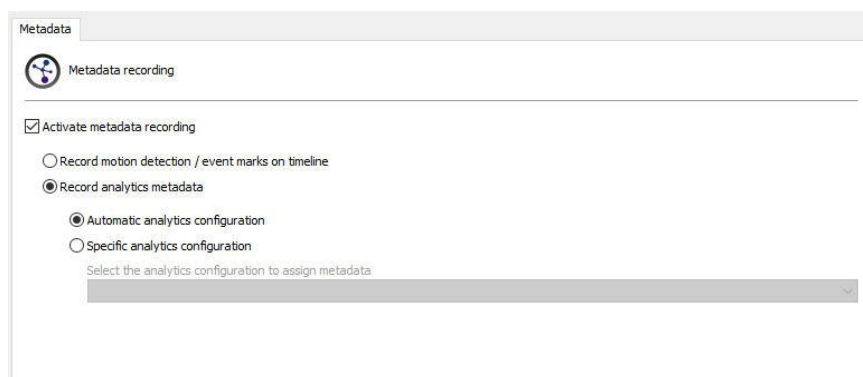 Metadata
Metadata recording
Activate metadata recording
Record motion detection / event marks on timeline
Record analytics metadata
Automatic analytics configuration
Specific analytics configuration
Select the analytics configuration to assign metadata